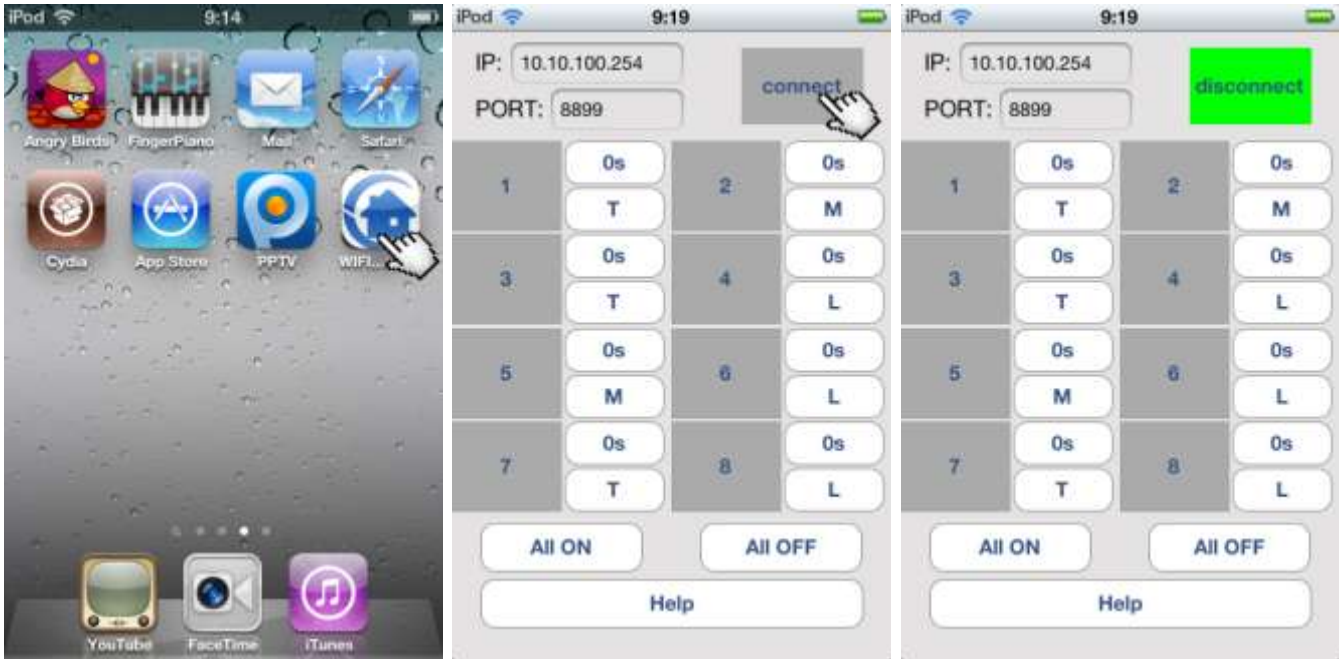 iPod 9:14
Angry Birds FingerPiano Mail Safari
Cydia App Store PPTV WIFI...
YouTube FaceTime iTunes
iPod 9:19
IP: 10.10.100.254
connect
PORT: 8899
1 0s 2 0s
T M
3 0s 4 0s
T L
5 0s 6 0s
M L
7 0s 8 0s
T L
All ON All OFF
Help
iPod 9:19
IP: 10.10.100.254
disconnect
PORT: 8899
1 0s 2 0s
T M
3 0s 4 0s
T L
5 0s 6 0s
M L
7 0s 8 0s
T L
All ON All OFF
Help